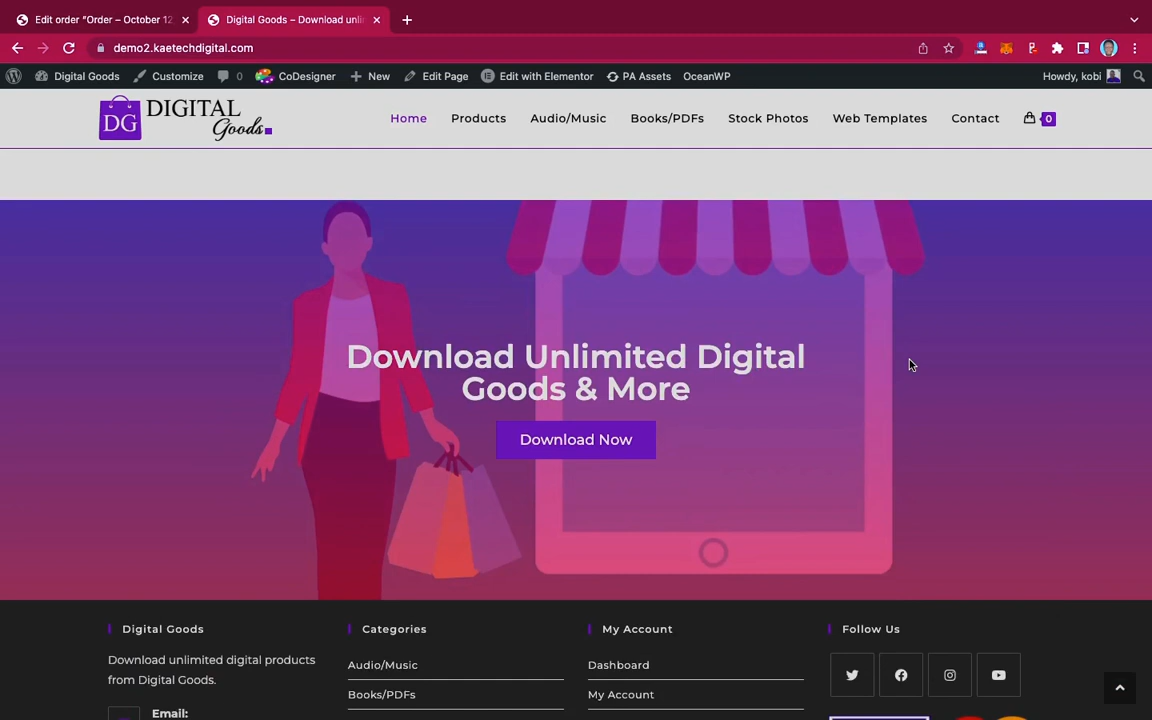 Edit order "Order – October 12
Digital Goods – Download unli
demo2.kaetechdigital.com
Digital Goods
Customize
0
CoDesigner
New
Edit Page
Edit with Elementor
PA Assets
OceanWP
Howdy, kobi
DG
DIGITAL
Goods
Home
Products
Audio/Music
Books/PDFs
Stock Photos
Web Templates
Contact
0
Download Unlimited Digital
Goods & More
Download Now
Digital Goods
Categories
My Account
Follow Us
Download unlimited digital products
from Digital Goods.
Audio/Music
Dashboard
Books/PDFs
My Account
Email: